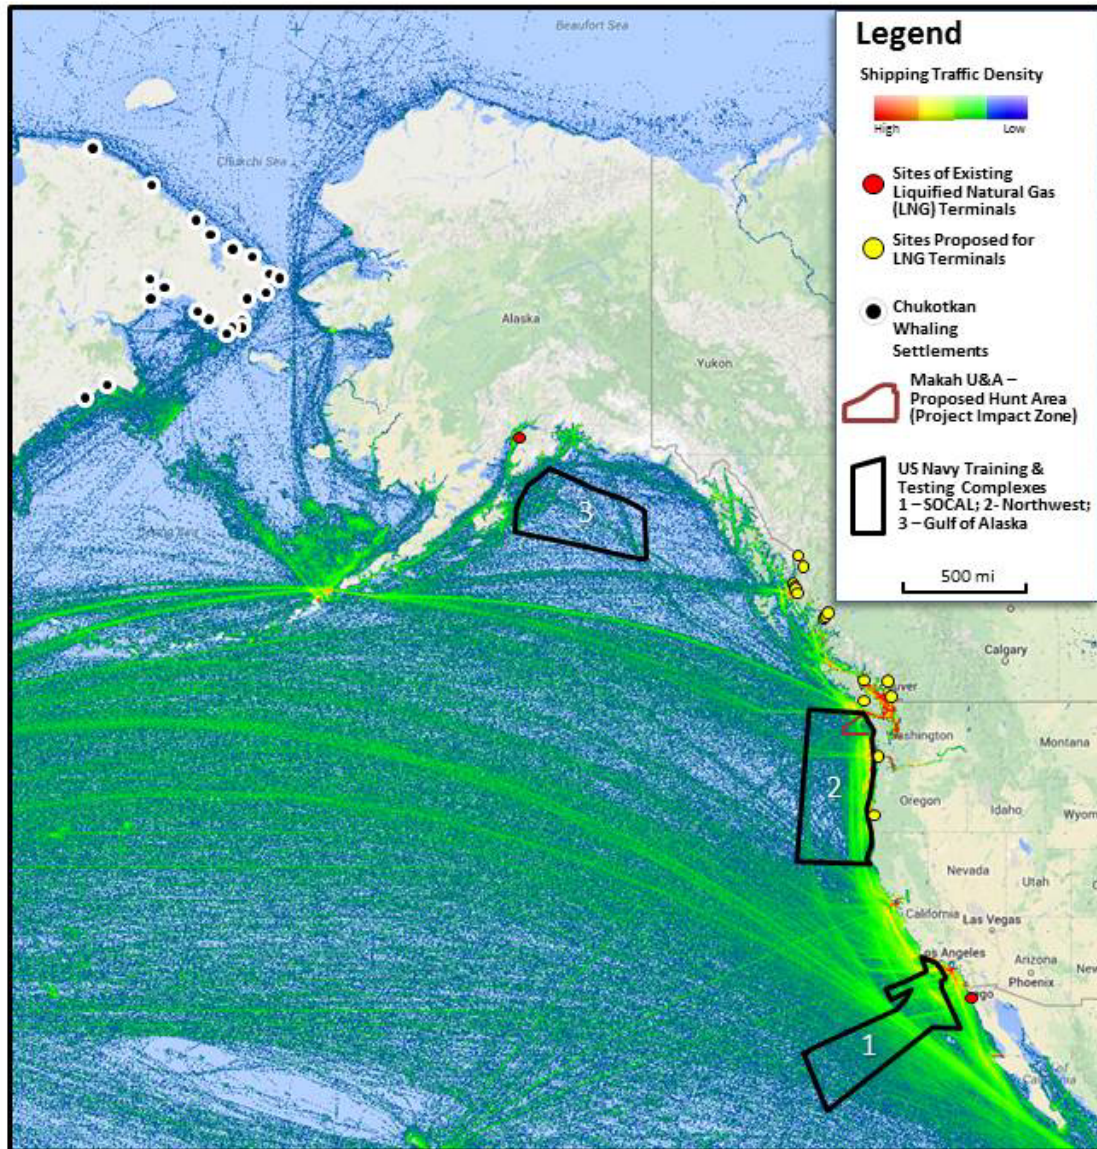 Beaufort Sea
Legend
Shipping Traffic Density
High
Low
Sites of Existing
Liquified Natural Gas
(LNG) Terminals
Sites Proposed for
LNG Terminals
Chukotkan
Whaling
Settlements
Makah U&A –
Proposed Hunt Area
(Project Impact Zone)
US Navy Training &
Testing Complexes
1 – SOCAL; 2- Northwest;
3 – Gulf of Alaska
500 mi
Chukchi Sea
Alaska
Yukon
3
Calgary
Washington
Montana
2
Oregon
Idaho
Wyom
Nevada
Utah
California
Las Vegas
Los Angeles
Arizona
Phoenix
New
1